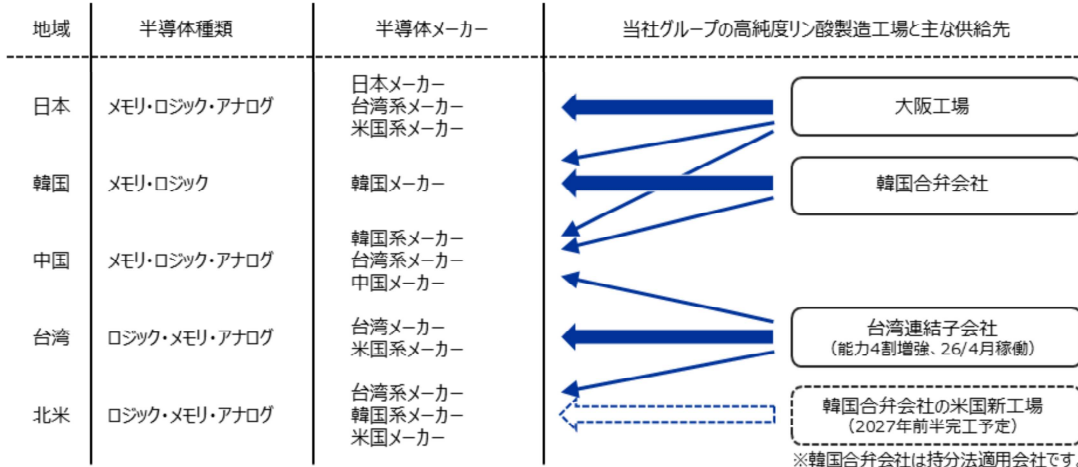 地域 半導体種類 半導体メーカー 当社グループの高純度リン酸製造工場と主な供給先
日本 メモリ・ロジック・アナログ
日本メーカー
台湾系メーカー
米国系メーカー
大阪工場
韓国 メモリ・ロジック 韓国メーカー 韓国合弁会社
中国 メモリ・ロジック・アナログ
韓国系メーカー
台湾系メーカー
中国メーカー
台湾 ロジック・メモリ・アナログ
台湾メーカー
米国系メーカー
台湾連結子会社
(能力4割増強、26/4月稼働)
北米 ロジック・メモリ・アナログ
台湾系メーカー
韓国系メーカー
米国メーカー
韓国合弁会社の米国新工場
(2027年前半完工予定)
※韓国合弁会社は持分法適用会社です。